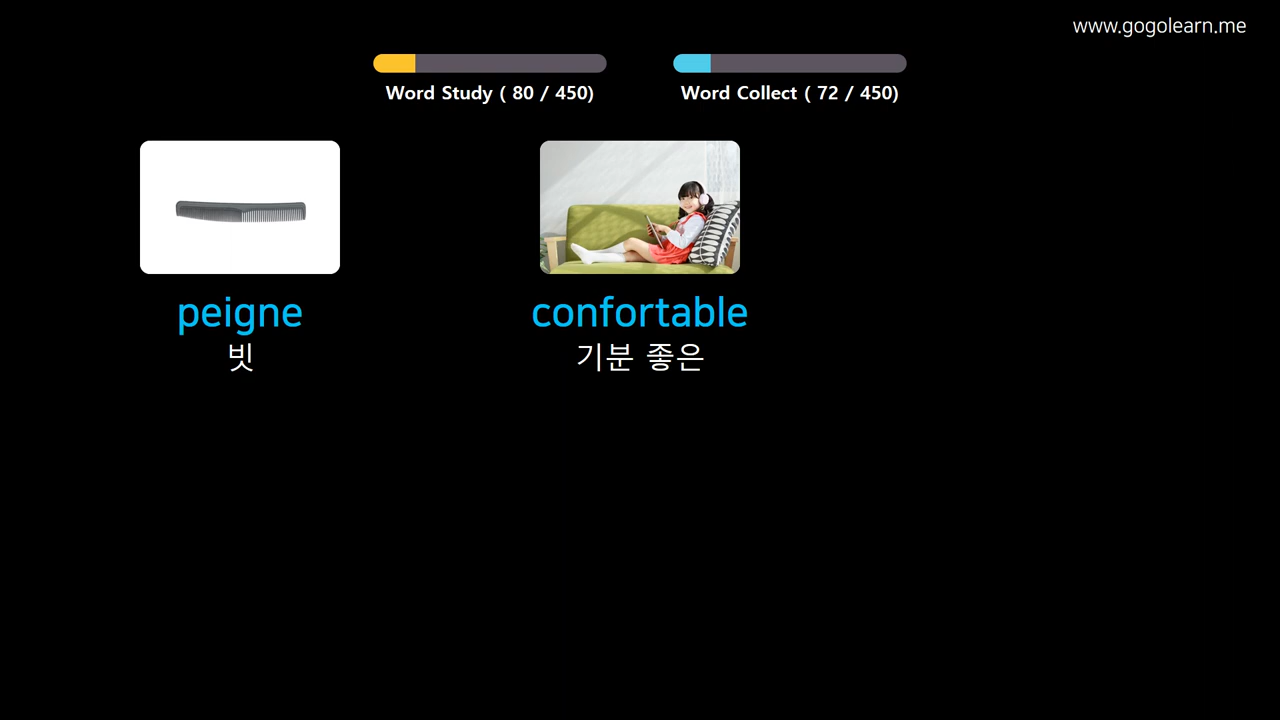 www.gogolearn.me
Word Study ( 80 / 450)
Word Collect ( 72 / 450)
peigne
빗
confortable
기분 좋은